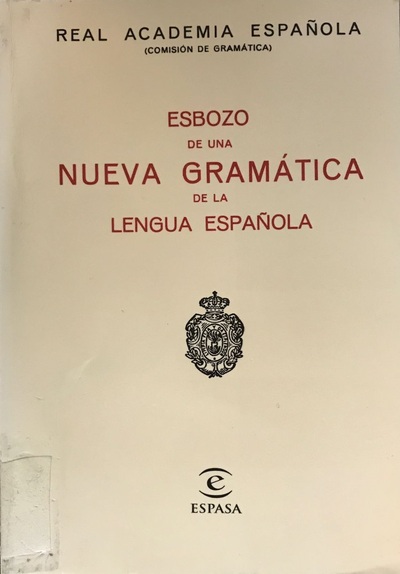 REAL ACADEMIA ESPAÑOLA
(COMISIÓN DE GRAMÁTICA)
ESBOZO
DE UNA
NUEVA GRAMÁTICA
DE LA
LENGUA ESPAÑOLA
ESPASA